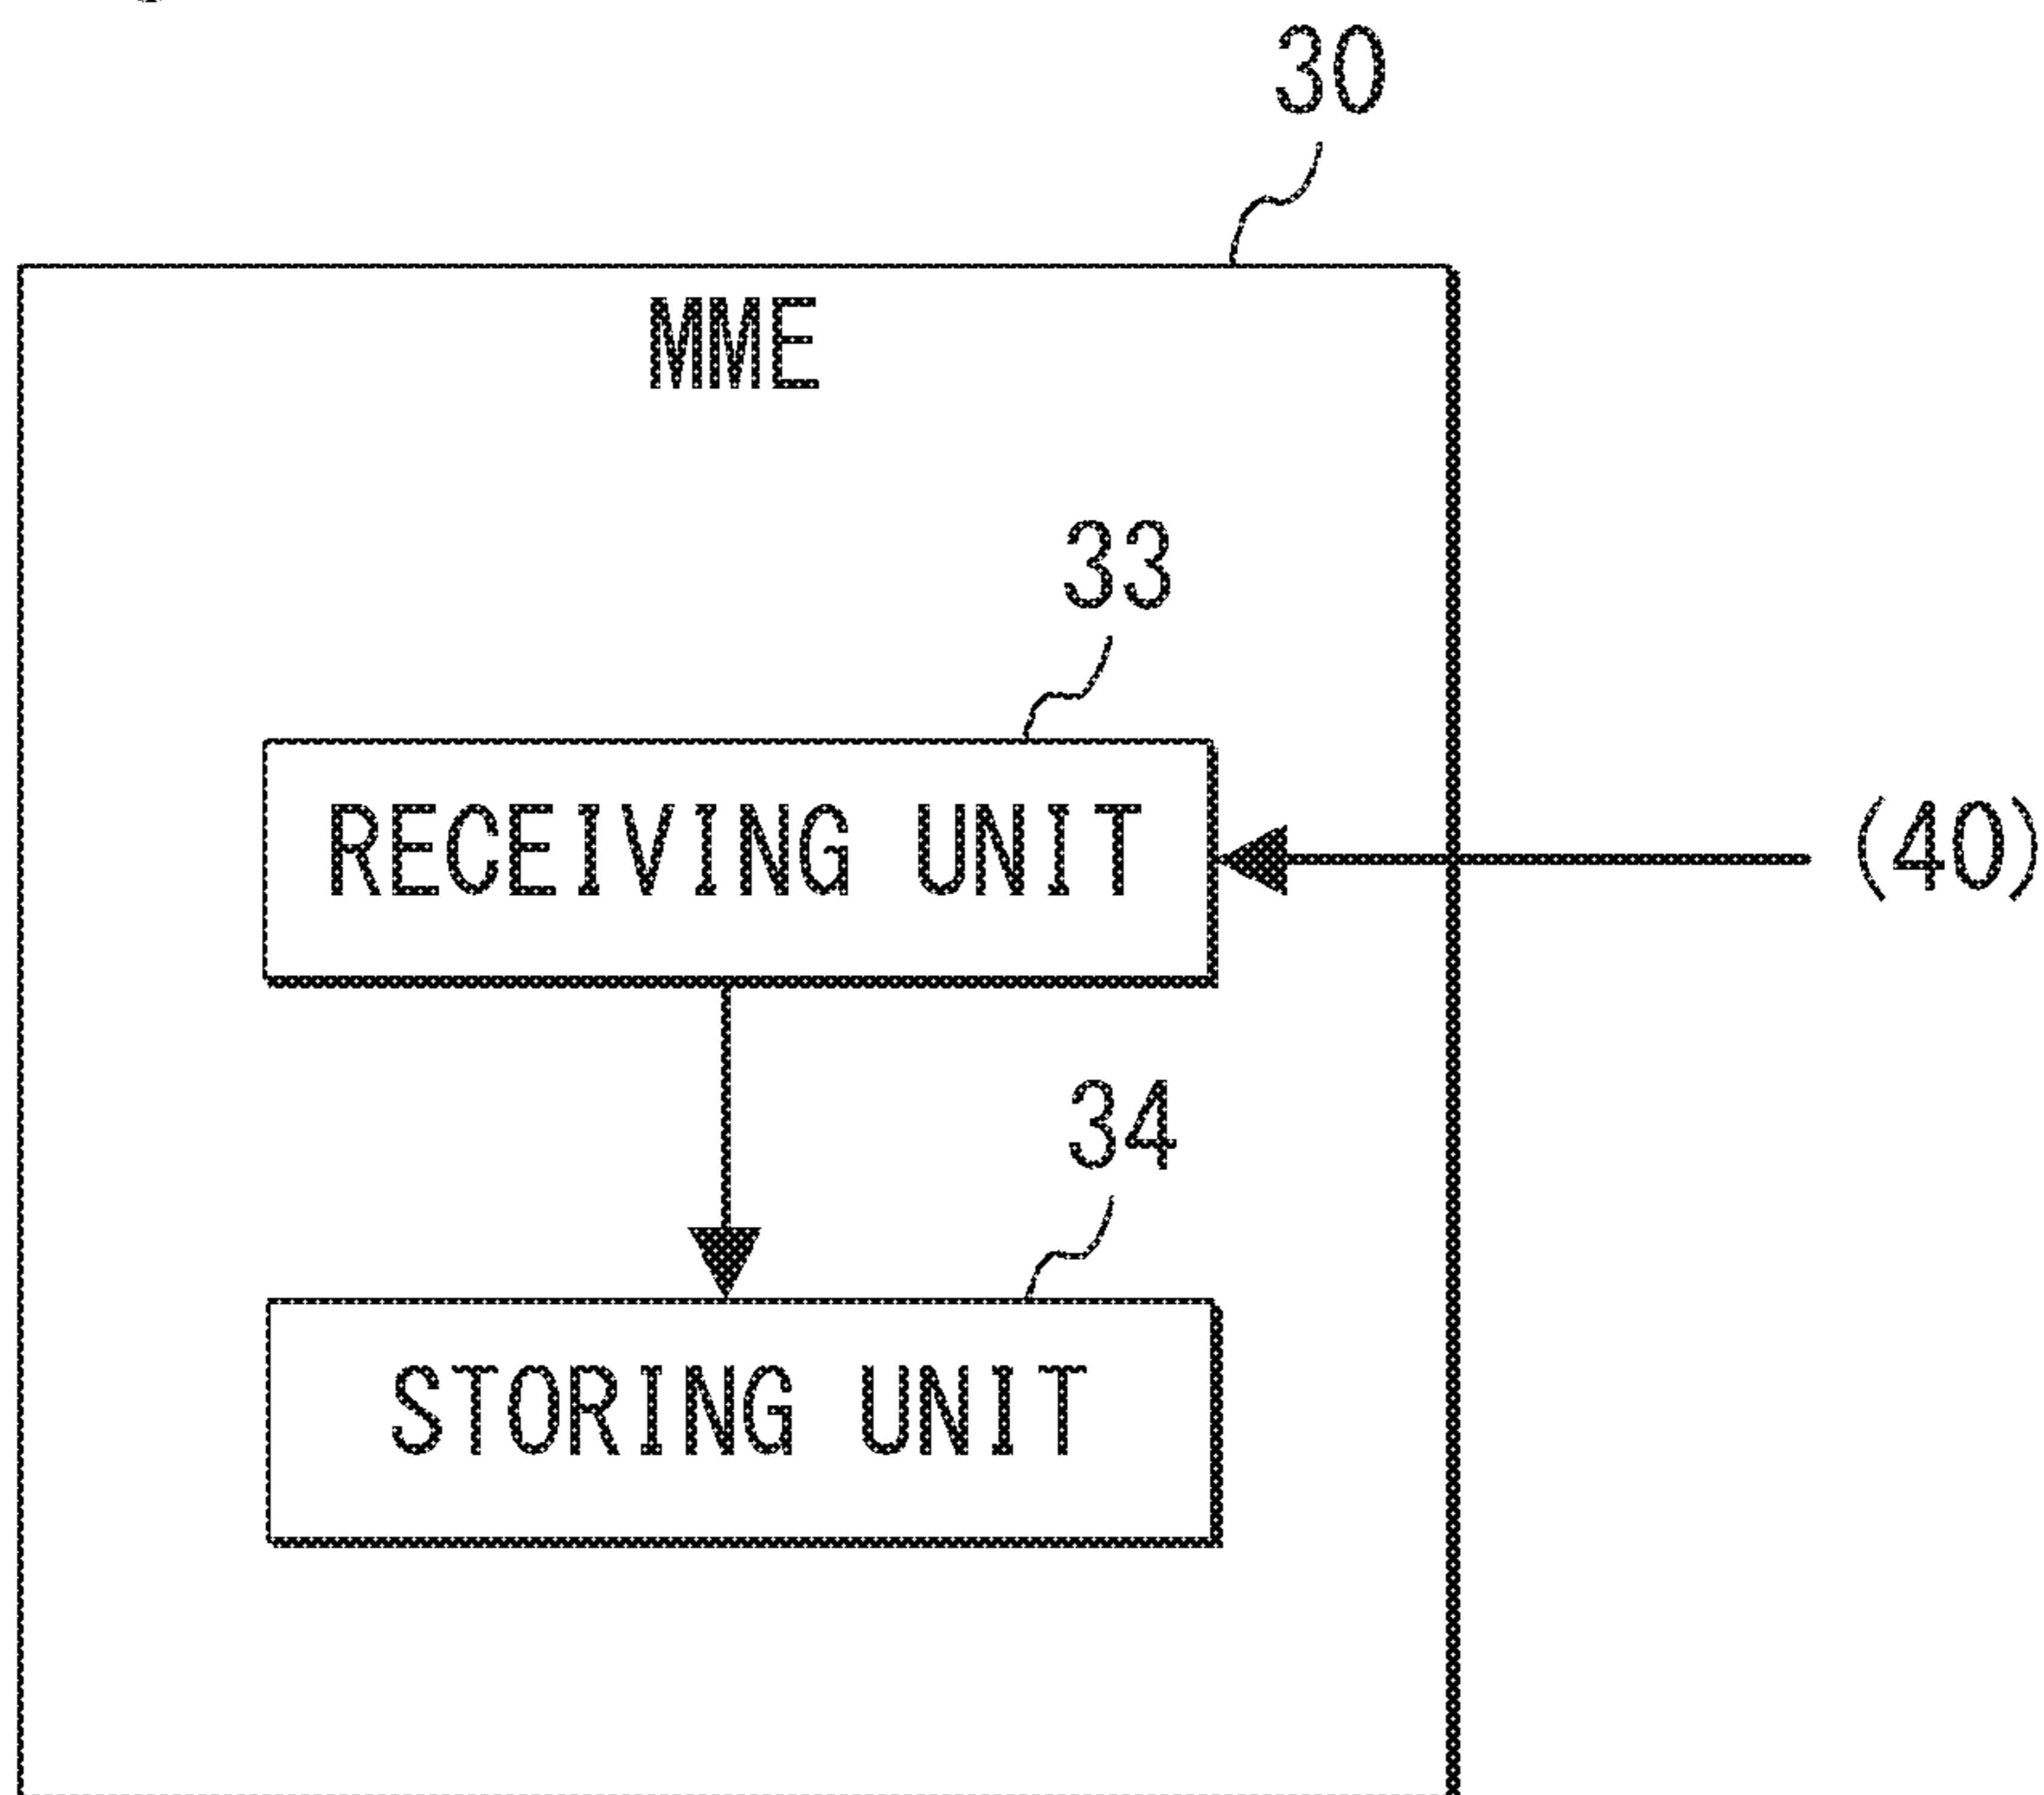 30
MME
33
RECEIVING UNIT
(40)
34
STORING UNIT